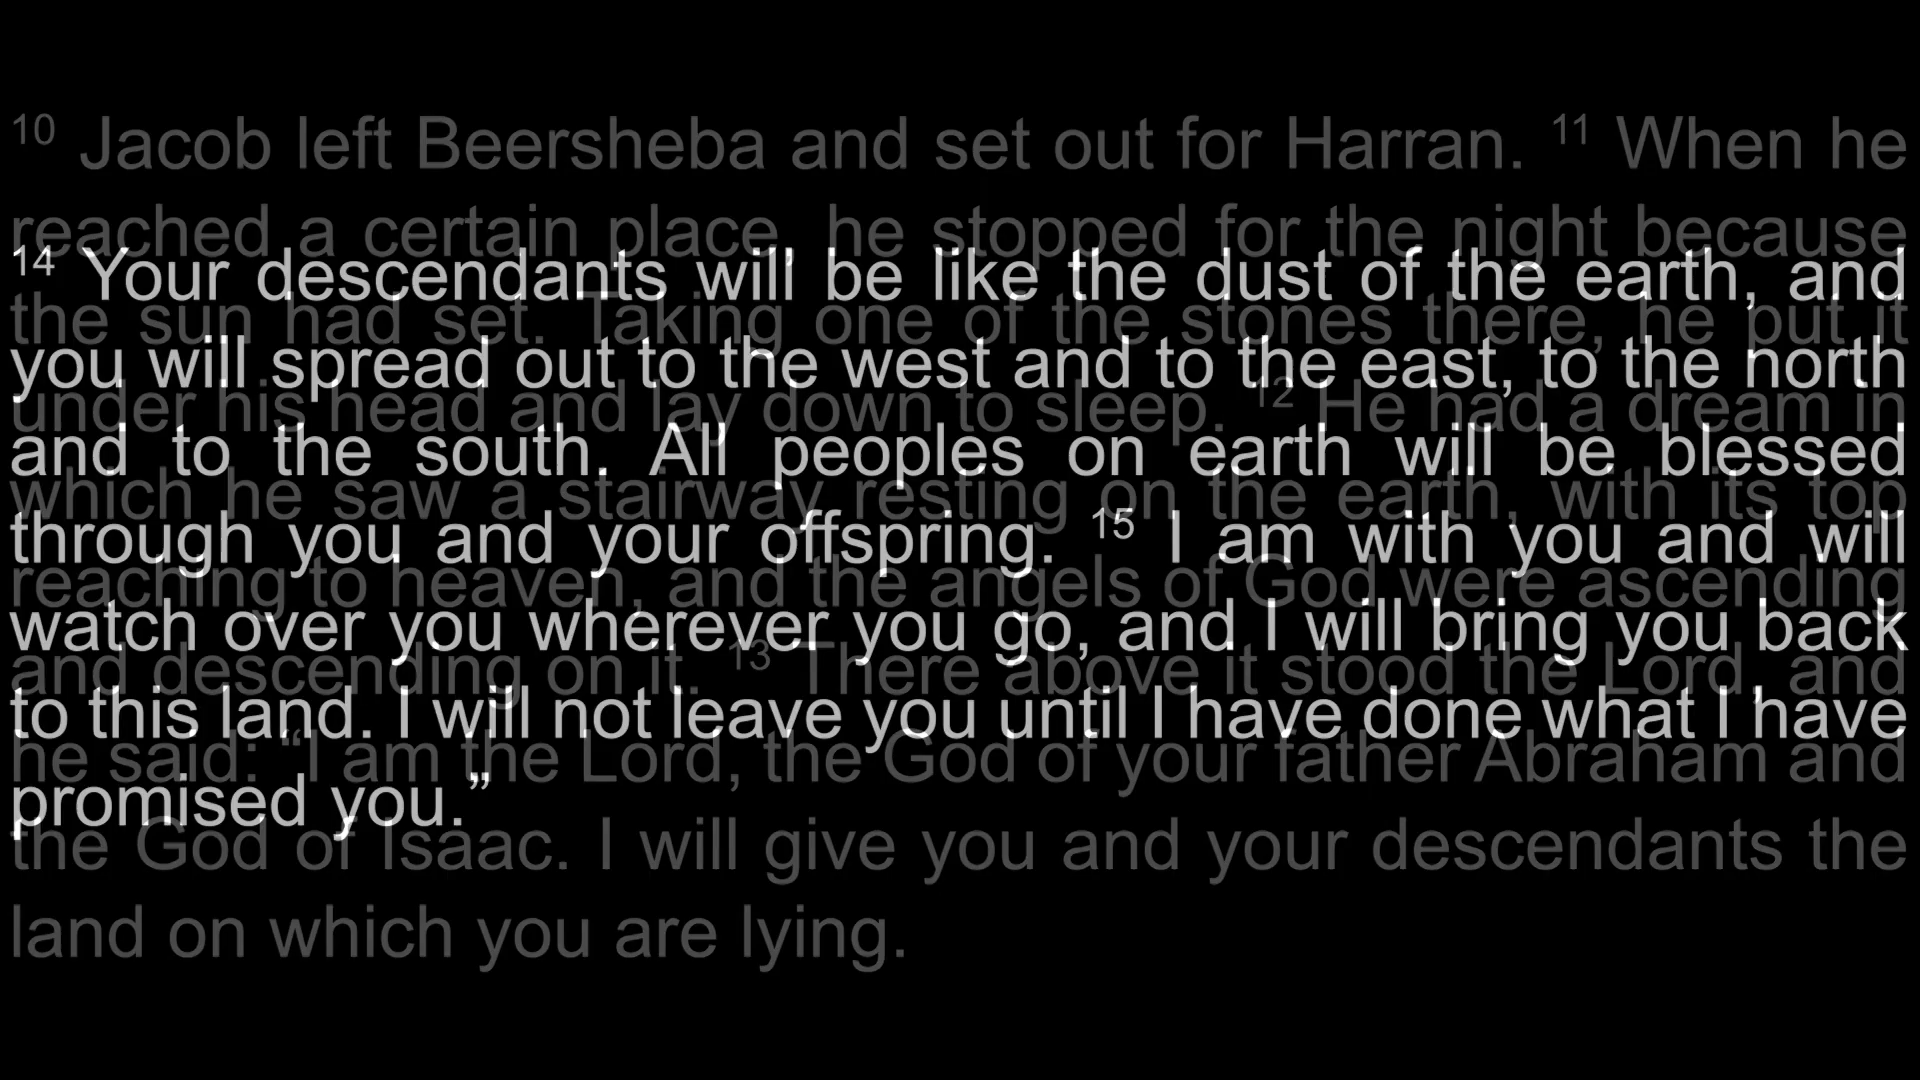 10 Jacob left Beersheba and set out for Harran. 11 When he
reached a certain place, he stopped for the night because
the sun had set. Taking one of the stones there, he put it
under his head and lay down to sleep. 12 He had a dream in
which he saw a stairway resting on the earth, with its top
reaching to heaven, and the angels of God were ascending
and descending on it. 13 There above it stood the Lord, and
he said: “I am the Lord, the God of your father Abraham and
the God of Isaac. I will give you and your descendants the
land on which you are lying.
14 Your descendants will be like the dust of the earth, and
you will spread out to the west and to the east, to the north
and to the south. All peoples on earth will be blessed
through you and your offspring. 15 I am with you and will
watch over you wherever you go, and I will bring you back
to this land. I will not leave you until I have done what I have
promised you.”